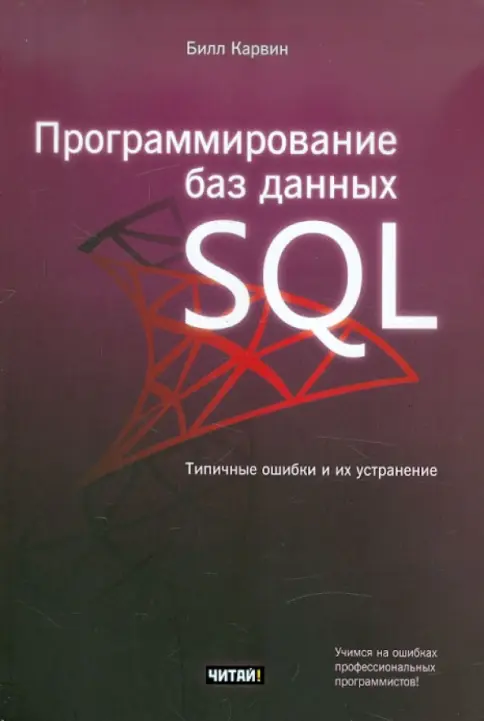 Билл Карвин
Программирование
баз данных
SQL
Типичные ошибки и их устранение
Учимся на ошибках
профессиональных
программистов!
ЧИТАЙ!